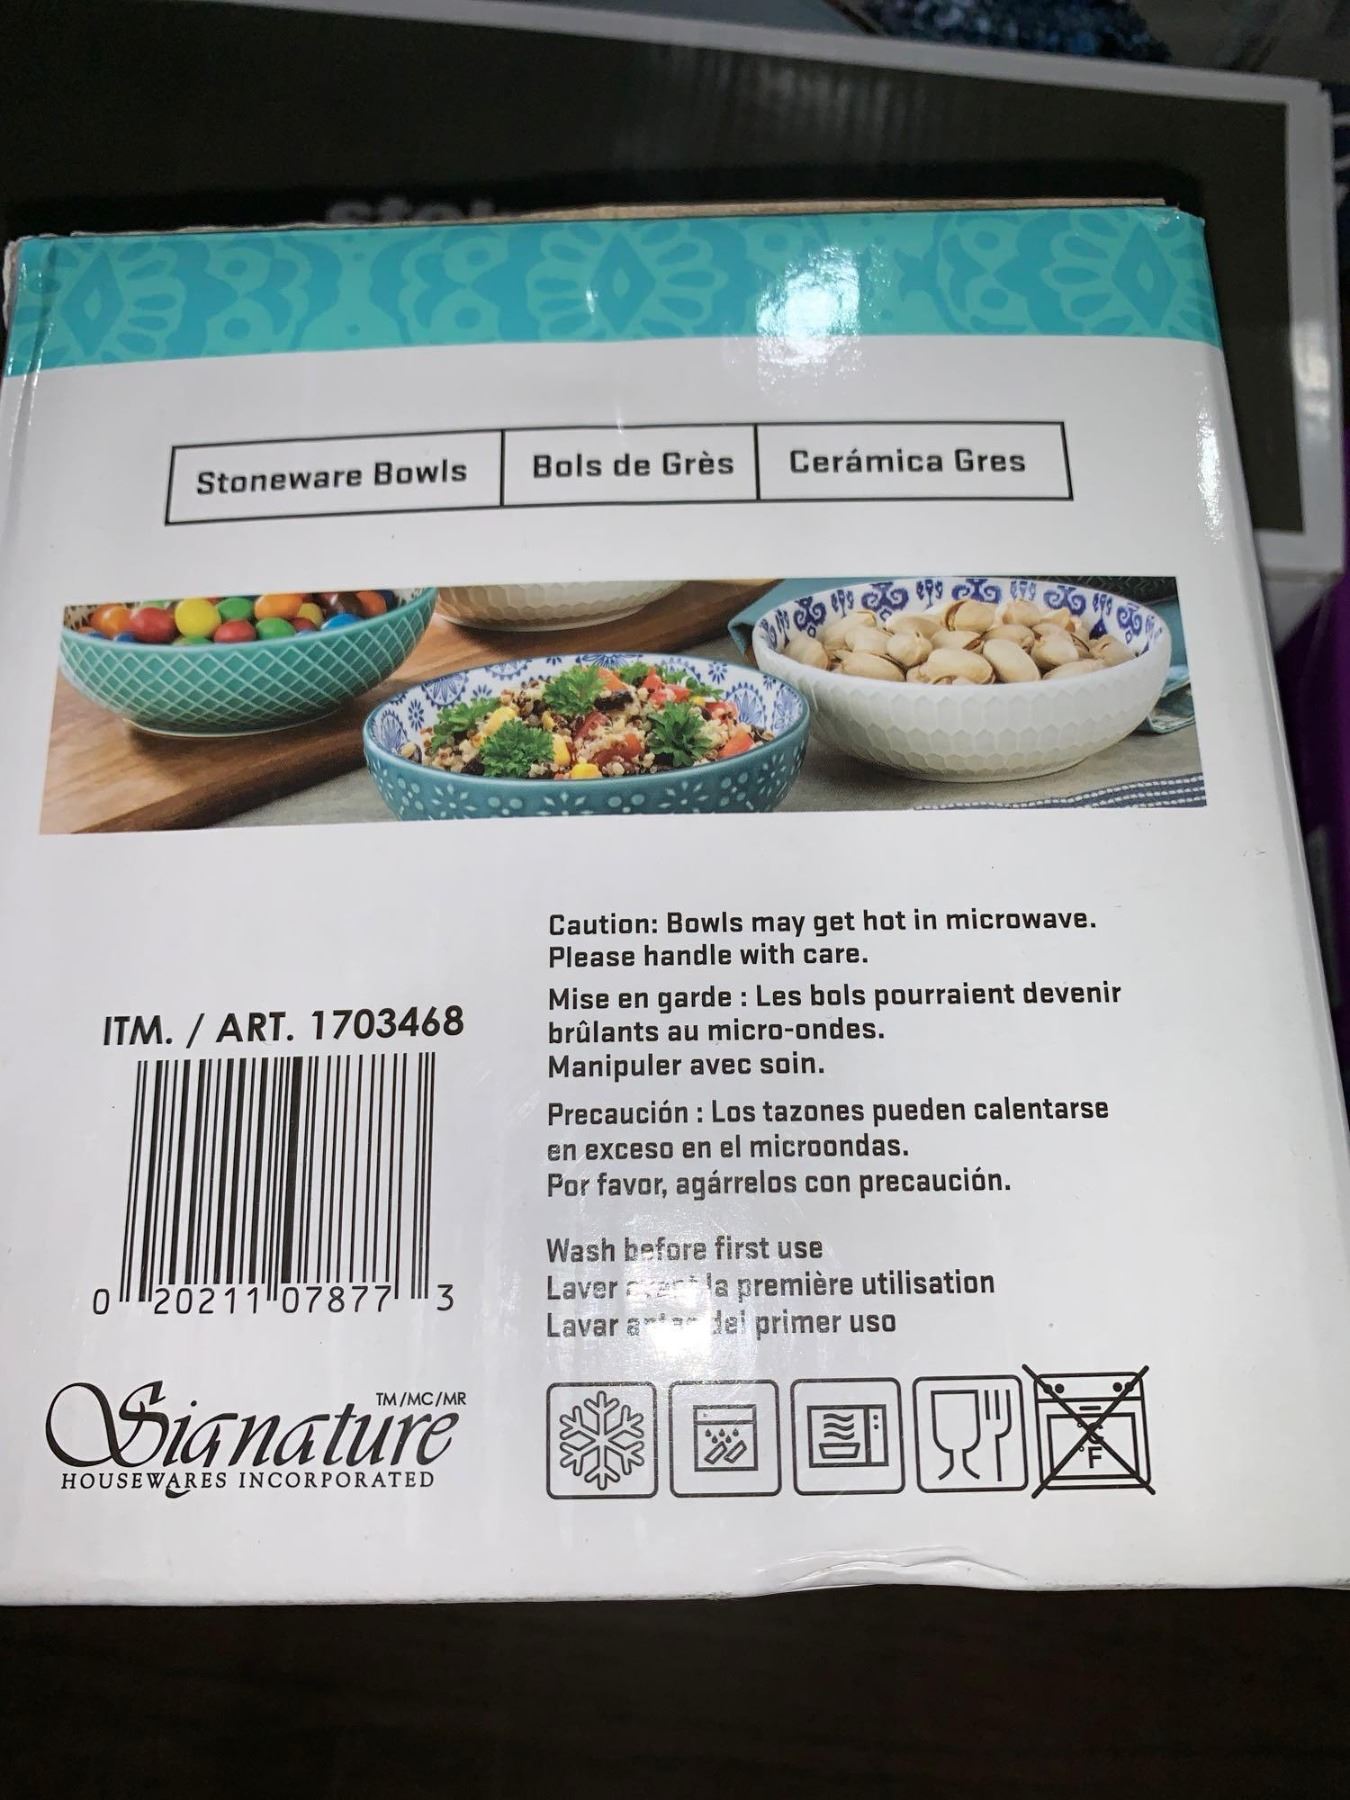 Stoneware Bowls
Bols de Grès
Cerámica Gres
Caution: Bowls may get hot in microwave.
Please handle with care.
Mise en garde : Les bols pourraient devenir
brûlants au micro-ondes.
Manipuler avec soin.
Precaución : Los tazones pueden calentarse
en exceso en el microondas.
Por favor, agárrelos con precaución.
Wash before first use
Laver la première utilisation
Lavar primer uso
ITM. / ART. 1703468
0 20211 07877 3
Signature TM/MC/MR
HOUSEWARES INCORPORATED
°F